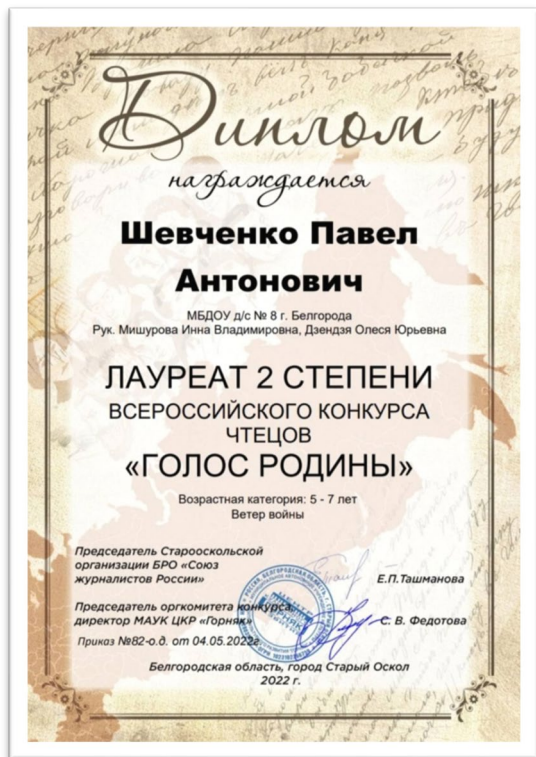 Диплом
награждается
Шевченко Павел
Антонович
МБДОУ д/с № 8 г. Белгорода
Рук. Мишурова Инна Владимировна, Дзендзя Олеся Юрьевна
ЛАУРЕАТ 2 СТЕПЕНИ
ВСЕРОССИЙСКОГО КОНКУРСА
ЧТЕЦОВ
«ГОЛОС РОДИНЫ»
Возрастная категория: 5 - 7 лет
Ветер войны
Председатель Старооскольской
организации БРО «Союз
журналистов России» Е.П.Ташманова
Председатель оргкомитета конкурса,
директор МАУК ЦКР «Горняк» С. В. Федотова
Приказ №82-о.д. от 04.05.2022г.
Белгородская область, город Старый Оскол
2022 г.